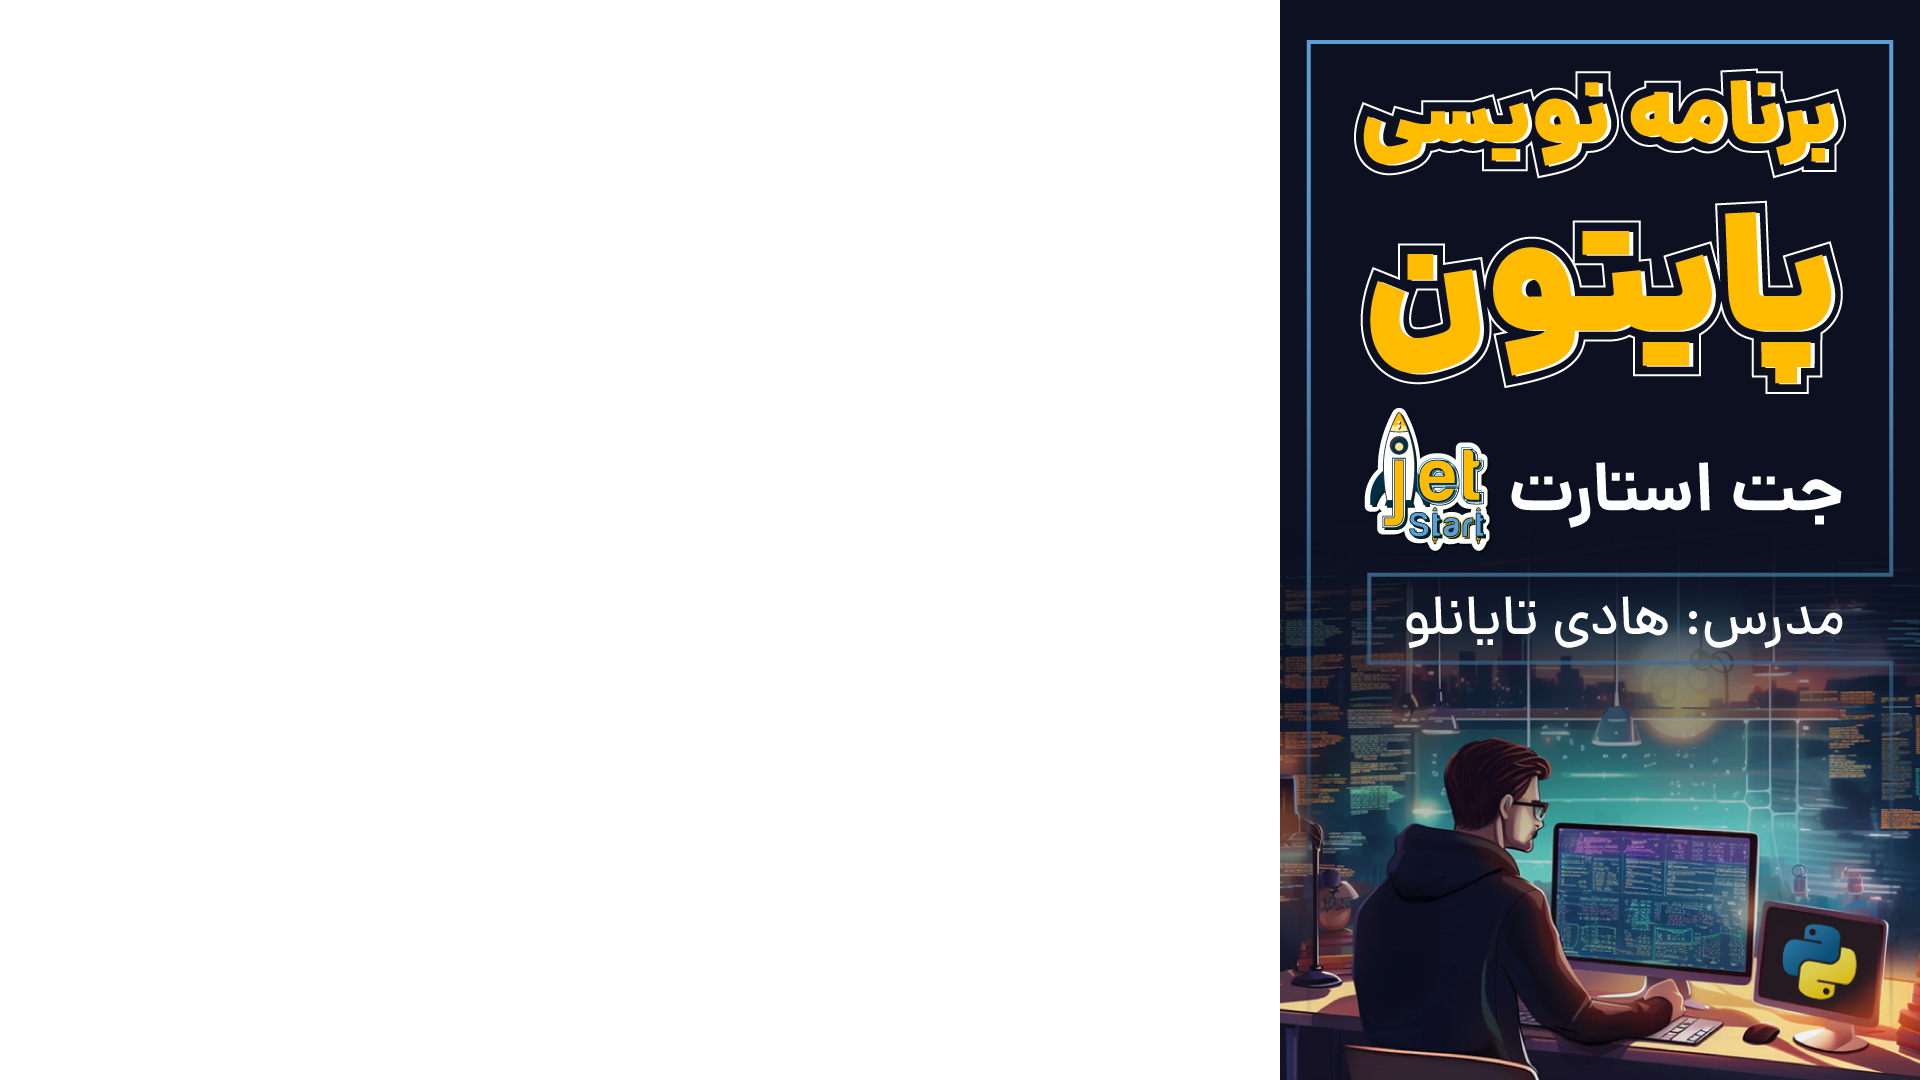 برنامه نویسی
پایتون
جت استارت
jet
Start
مدرس: هادی تایانلو